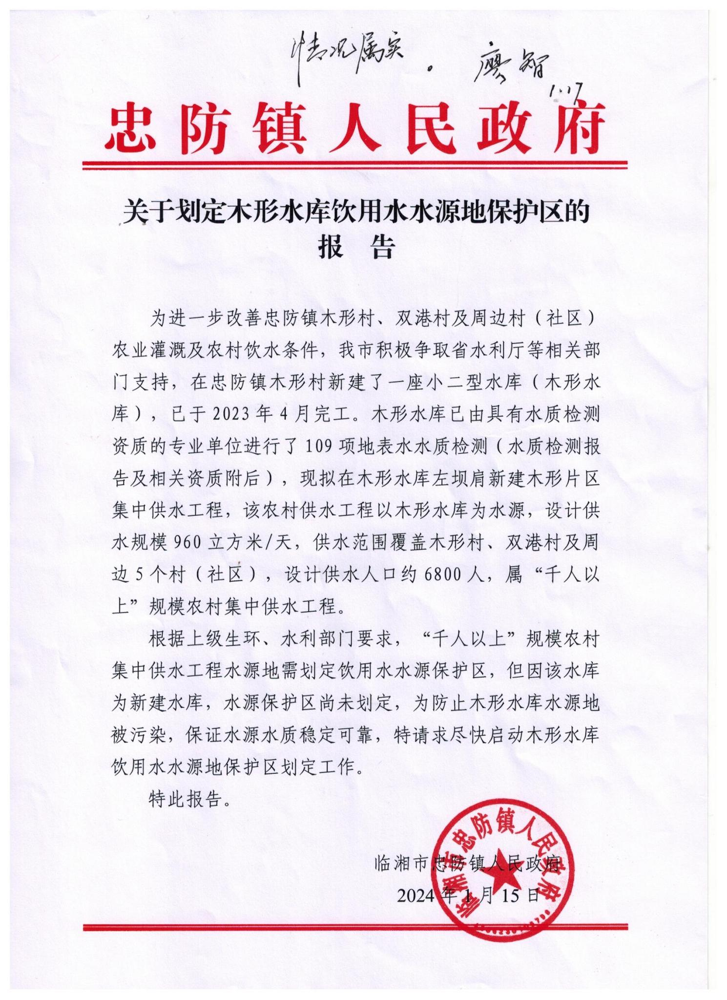 情况属实。 廖智
1.17
忠防镇人民政府
关于划定木形水库饮用水水源地保护区的
报 告
为进一步改善忠防镇木形村、双港村及周边村（社区）
农业灌溉及农村饮水条件，我市积极争取省水利厅等相关部
门支持，在忠防镇木形村新建了一座小二型水库（木形水
库），已于 2023 年 4 月完工。木形水库已由具有水质检测
资质的专业单位进行了 109 项地表水水质检测（水质检测报
告及相关资质附后），现拟在木形水库左坝肩新建木形片区
集中供水工程，该农村供水工程以木形水库为水源，设计供
水规模 960 立方米/天，供水范围覆盖木形村、双港村及周
边 5 个村（社区），设计供水人口约 6800 人，属“千人以
上”规模农村集中供水工程。
根据上级生环、水利部门要求，“千人以上”规模农村
集中供水工程水源地需划定饮用水水源保护区，但因该水库
为新建水库，水源保护区尚未划定，为防止木形水库水源地
被污染，保证水源水质稳定可靠，特请求尽快启动木形水库
饮用水水源地保护区划定工作。
特此报告。
临湘市忠防镇人民政府
2024 年 1 月 15 日
临湘市忠防镇人民政府